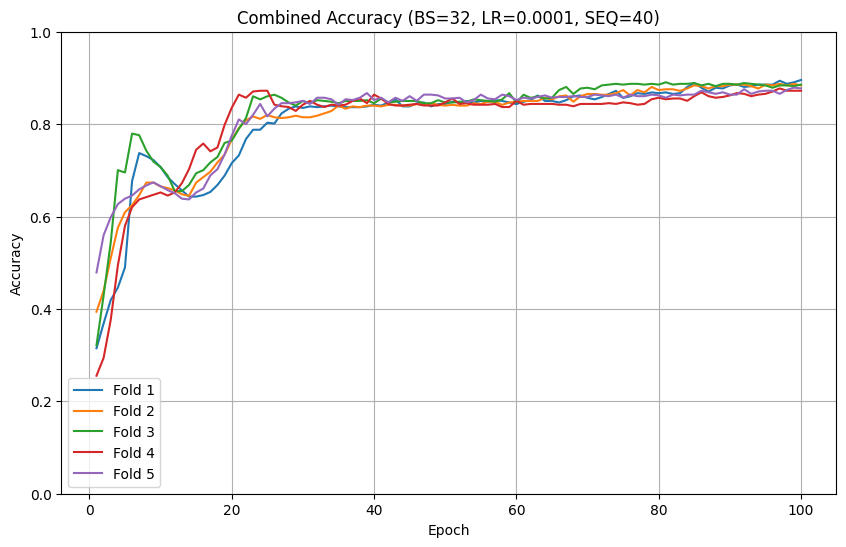 Combined Accuracy (BS=32, LR=0.0001, SEQ=40)
1.0
0.8
0.6
0.4
0.2
0.0
Accuracy
Fold 1
Fold 2
Fold 3
Fold 4
Fold 5
0 20 40 60 80 100
Epoch